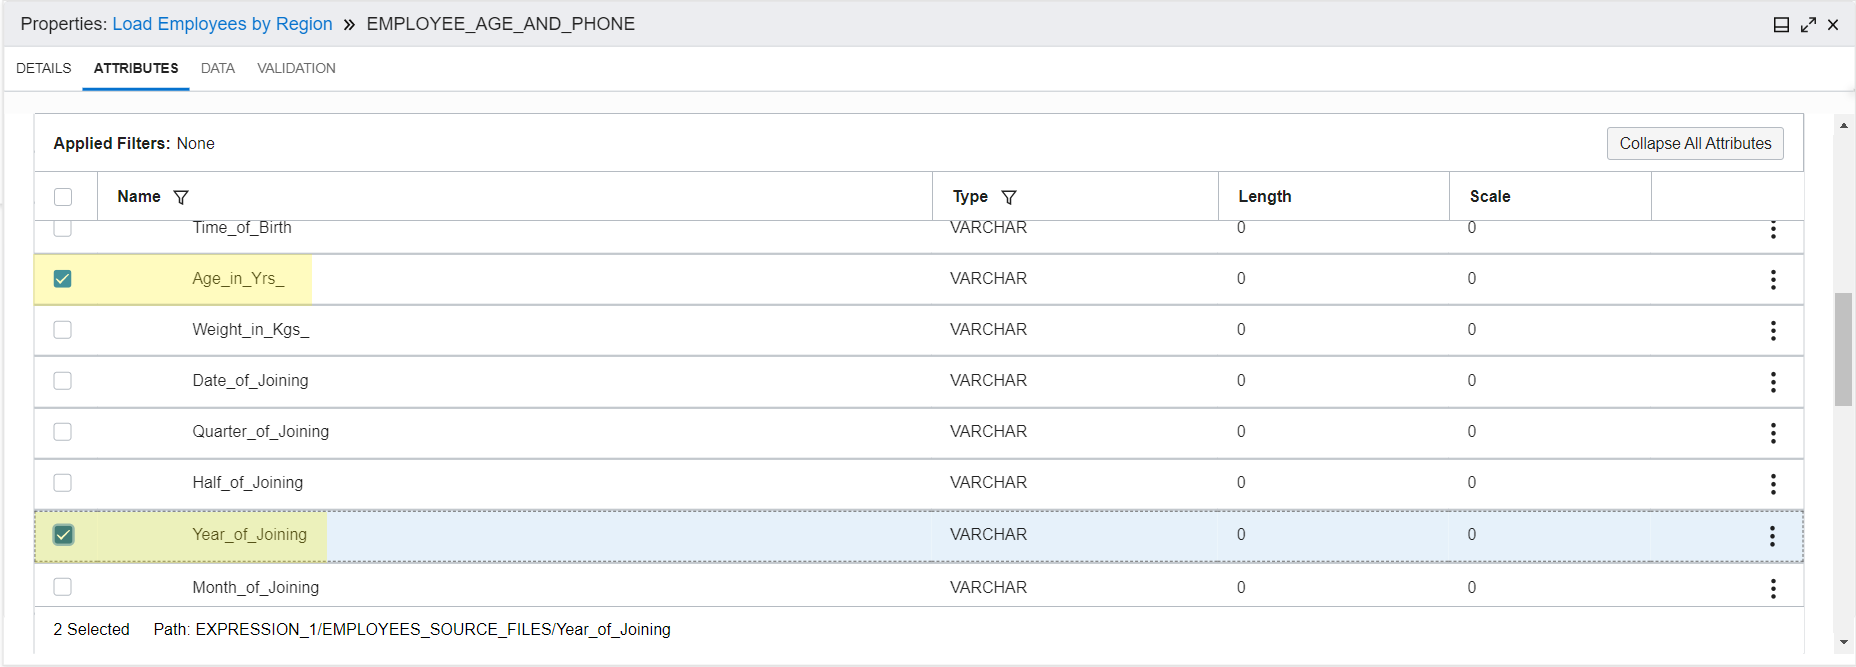 Properties: Load Employees by Region » EMPLOYEE_AGE_AND_PHONE
DETAILS ATTRIBUTES DATA VALIDATION
Applied Filters: None Collapse All Attributes
Name Type Length Scale
Time_of_Birth VARCHAR 0 0
Age_in_Yrs_ VARCHAR 0 0
Weight_in_Kgs_ VARCHAR 0 0
Date_of_Joining VARCHAR 0 0
Quarter_of_Joining VARCHAR 0 0
Half_of_Joining VARCHAR 0 0
Year_of_Joining VARCHAR 0 0
Month_of_Joining VARCHAR 0 0
2 Selected Path: EXPRESSION_1/EMPLOYEES_SOURCE_FILES/Year_of_Joining